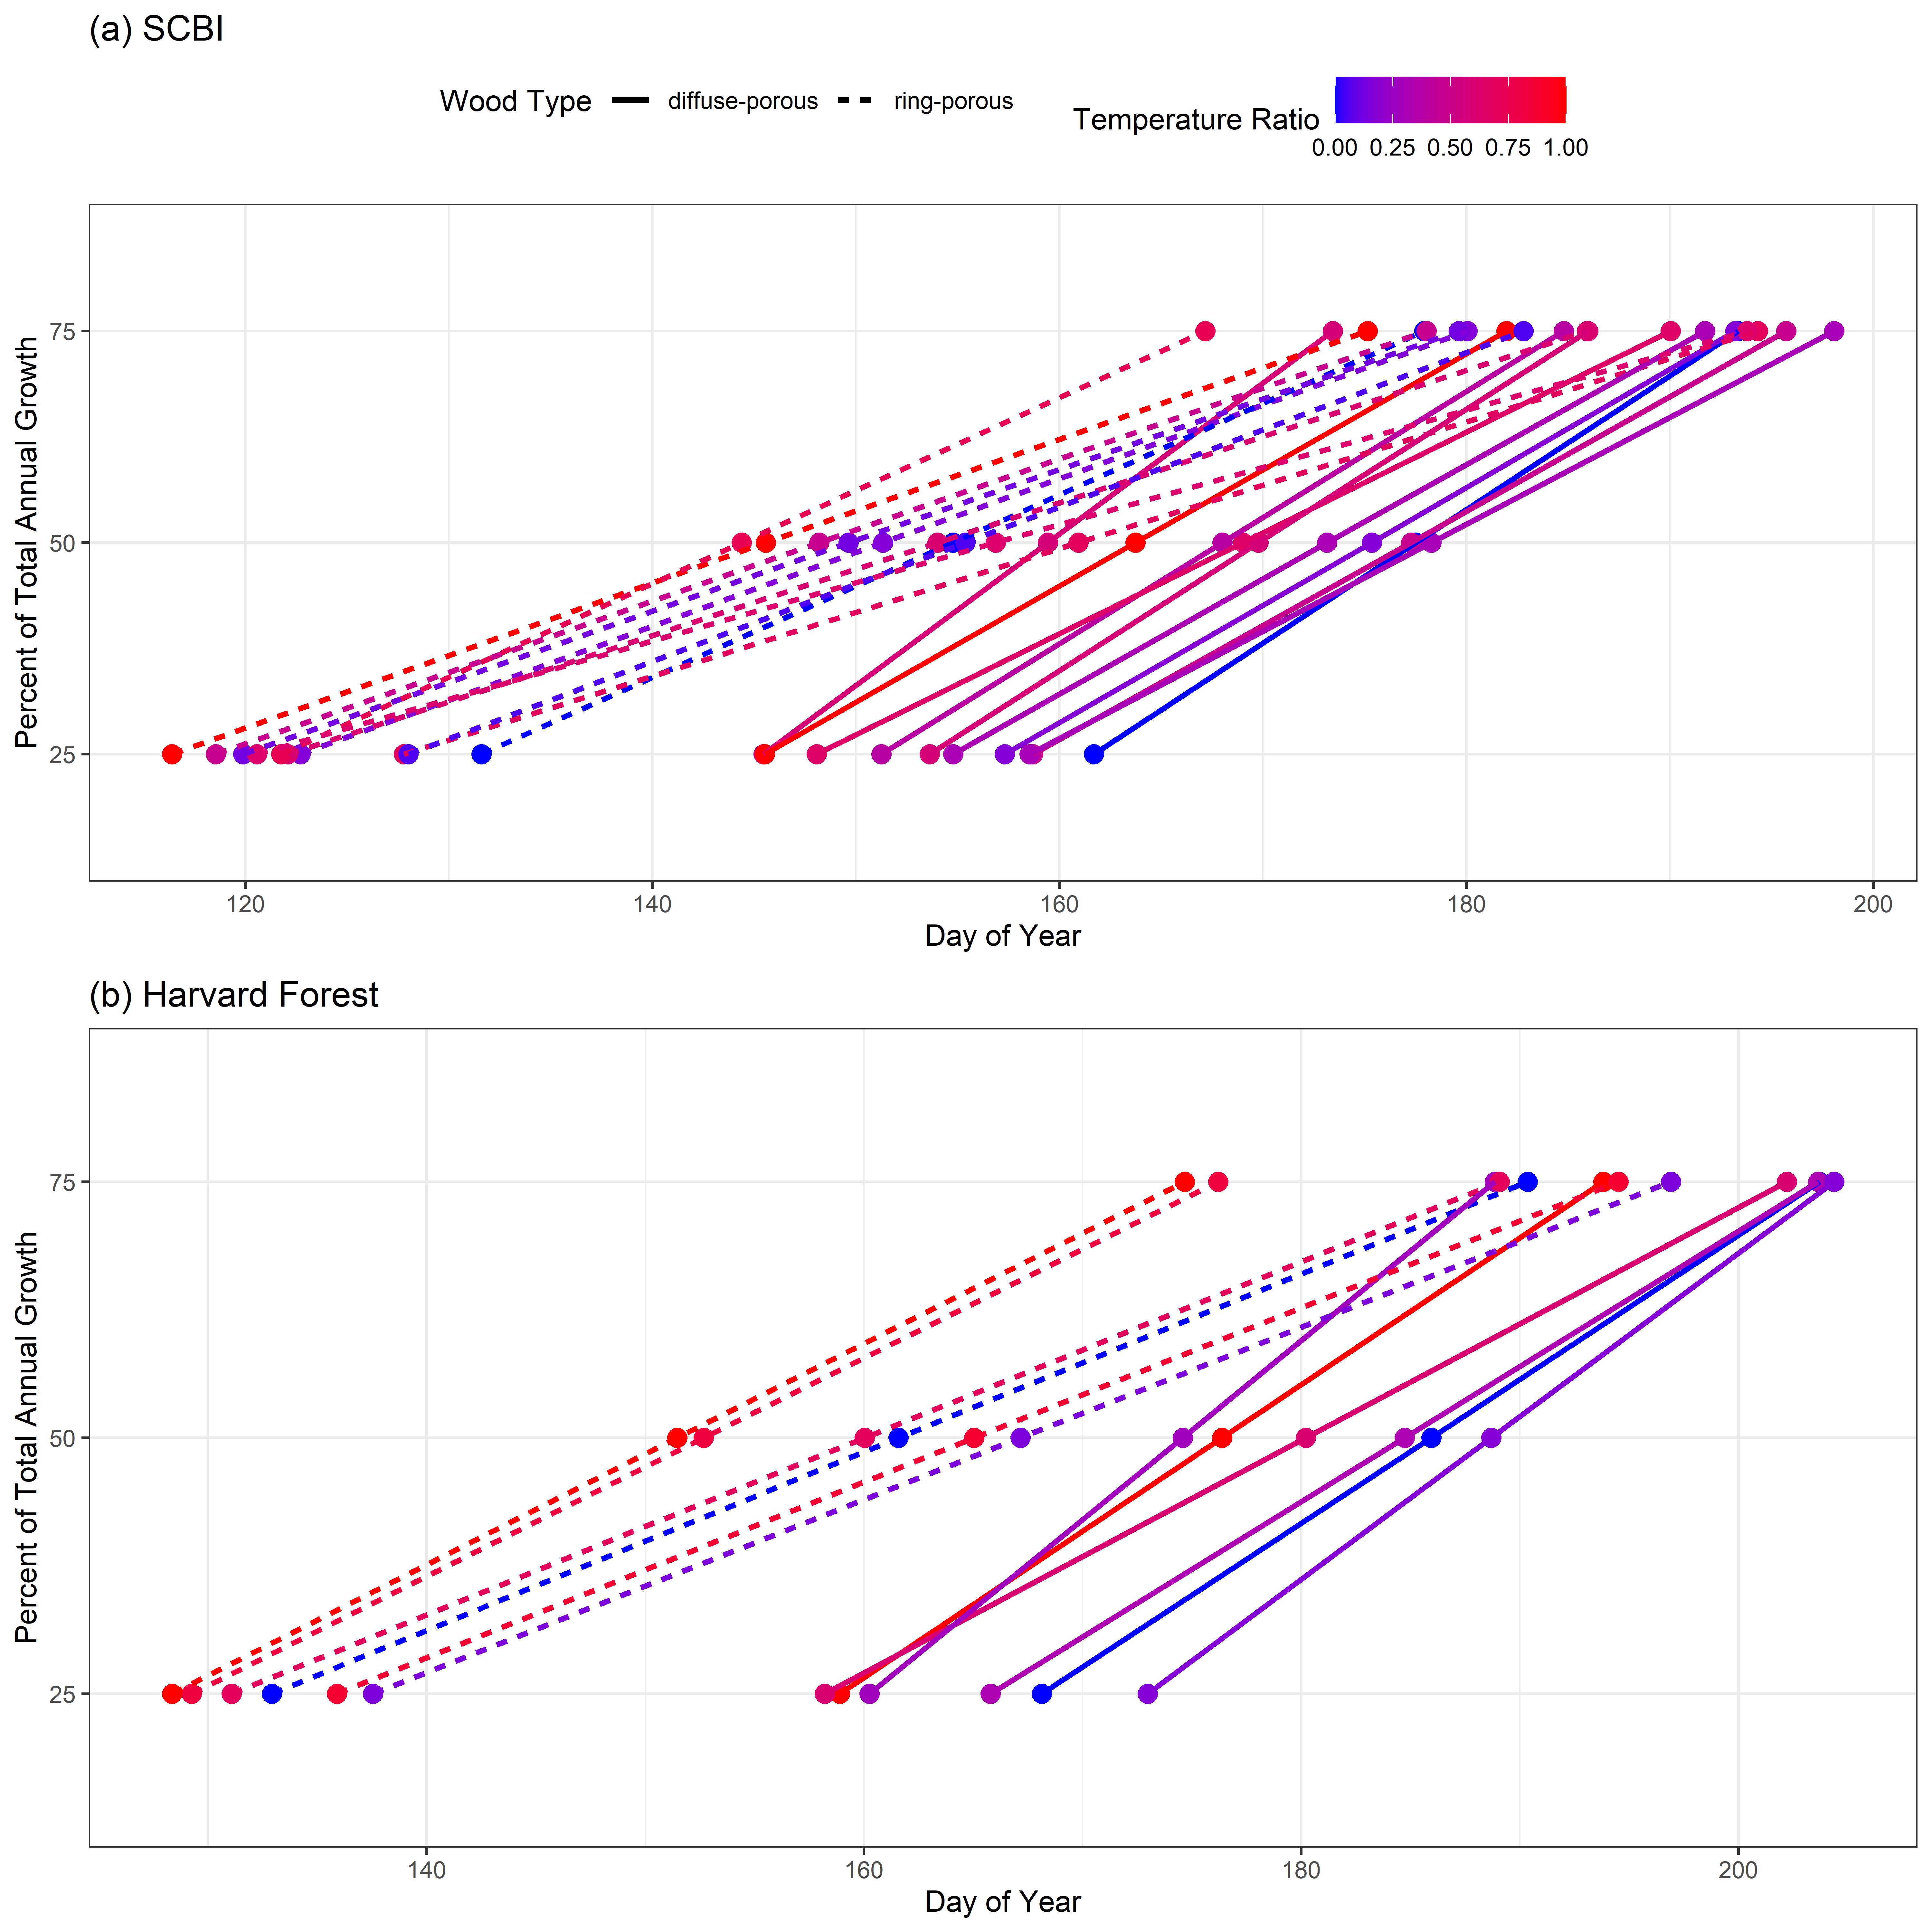 (a) SCBI
Wood Type diffuse-porous ring-porous
Temperature Ratio
0.00 0.25 0.50 0.75 1.00
Percent of Total Annual Growth
75
50
25
120 140 160 180 200
Day of Year
(b) Harvard Forest
Percent of Total Annual Growth
75
50
25
140 160 180 200
Day of Year